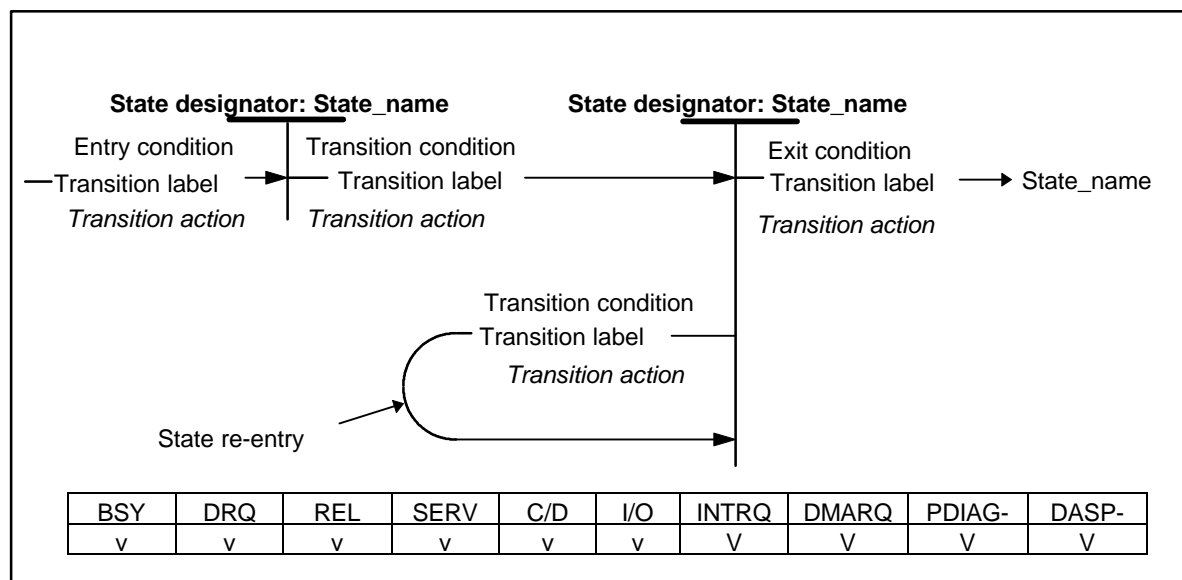 State designator: State_name State designator: State_name
Entry condition Transition condition Exit condition
Transition label Transition label Transition label State_name
Transition action Transition action Transition action
Transition condition
Transition label
Transition action
State re-entry
BSY DRQ REL SERV C/D I/O INTRQ DMARQ PDIAG- DASP-
v v v v v v V V V V